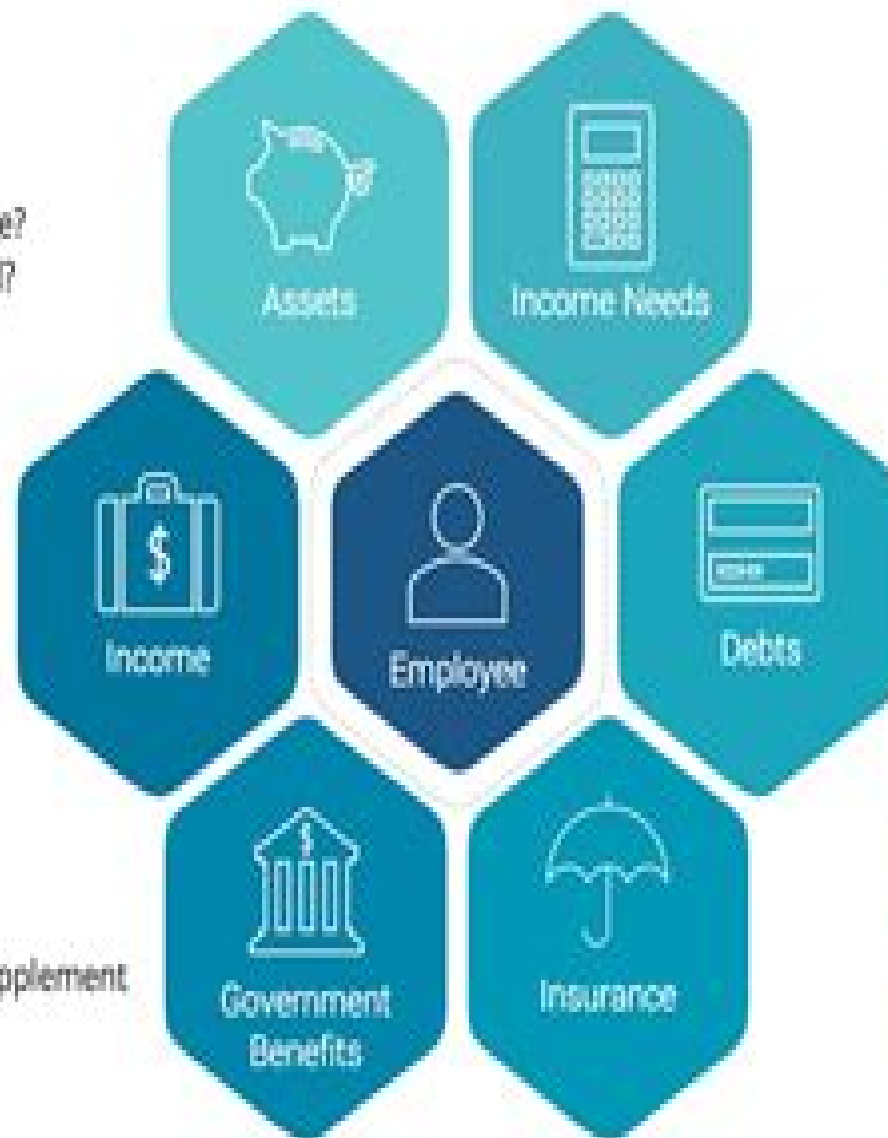 Assets
Income Needs
Income
$
Employee
Debts
$
Government
Benefits
Insurance